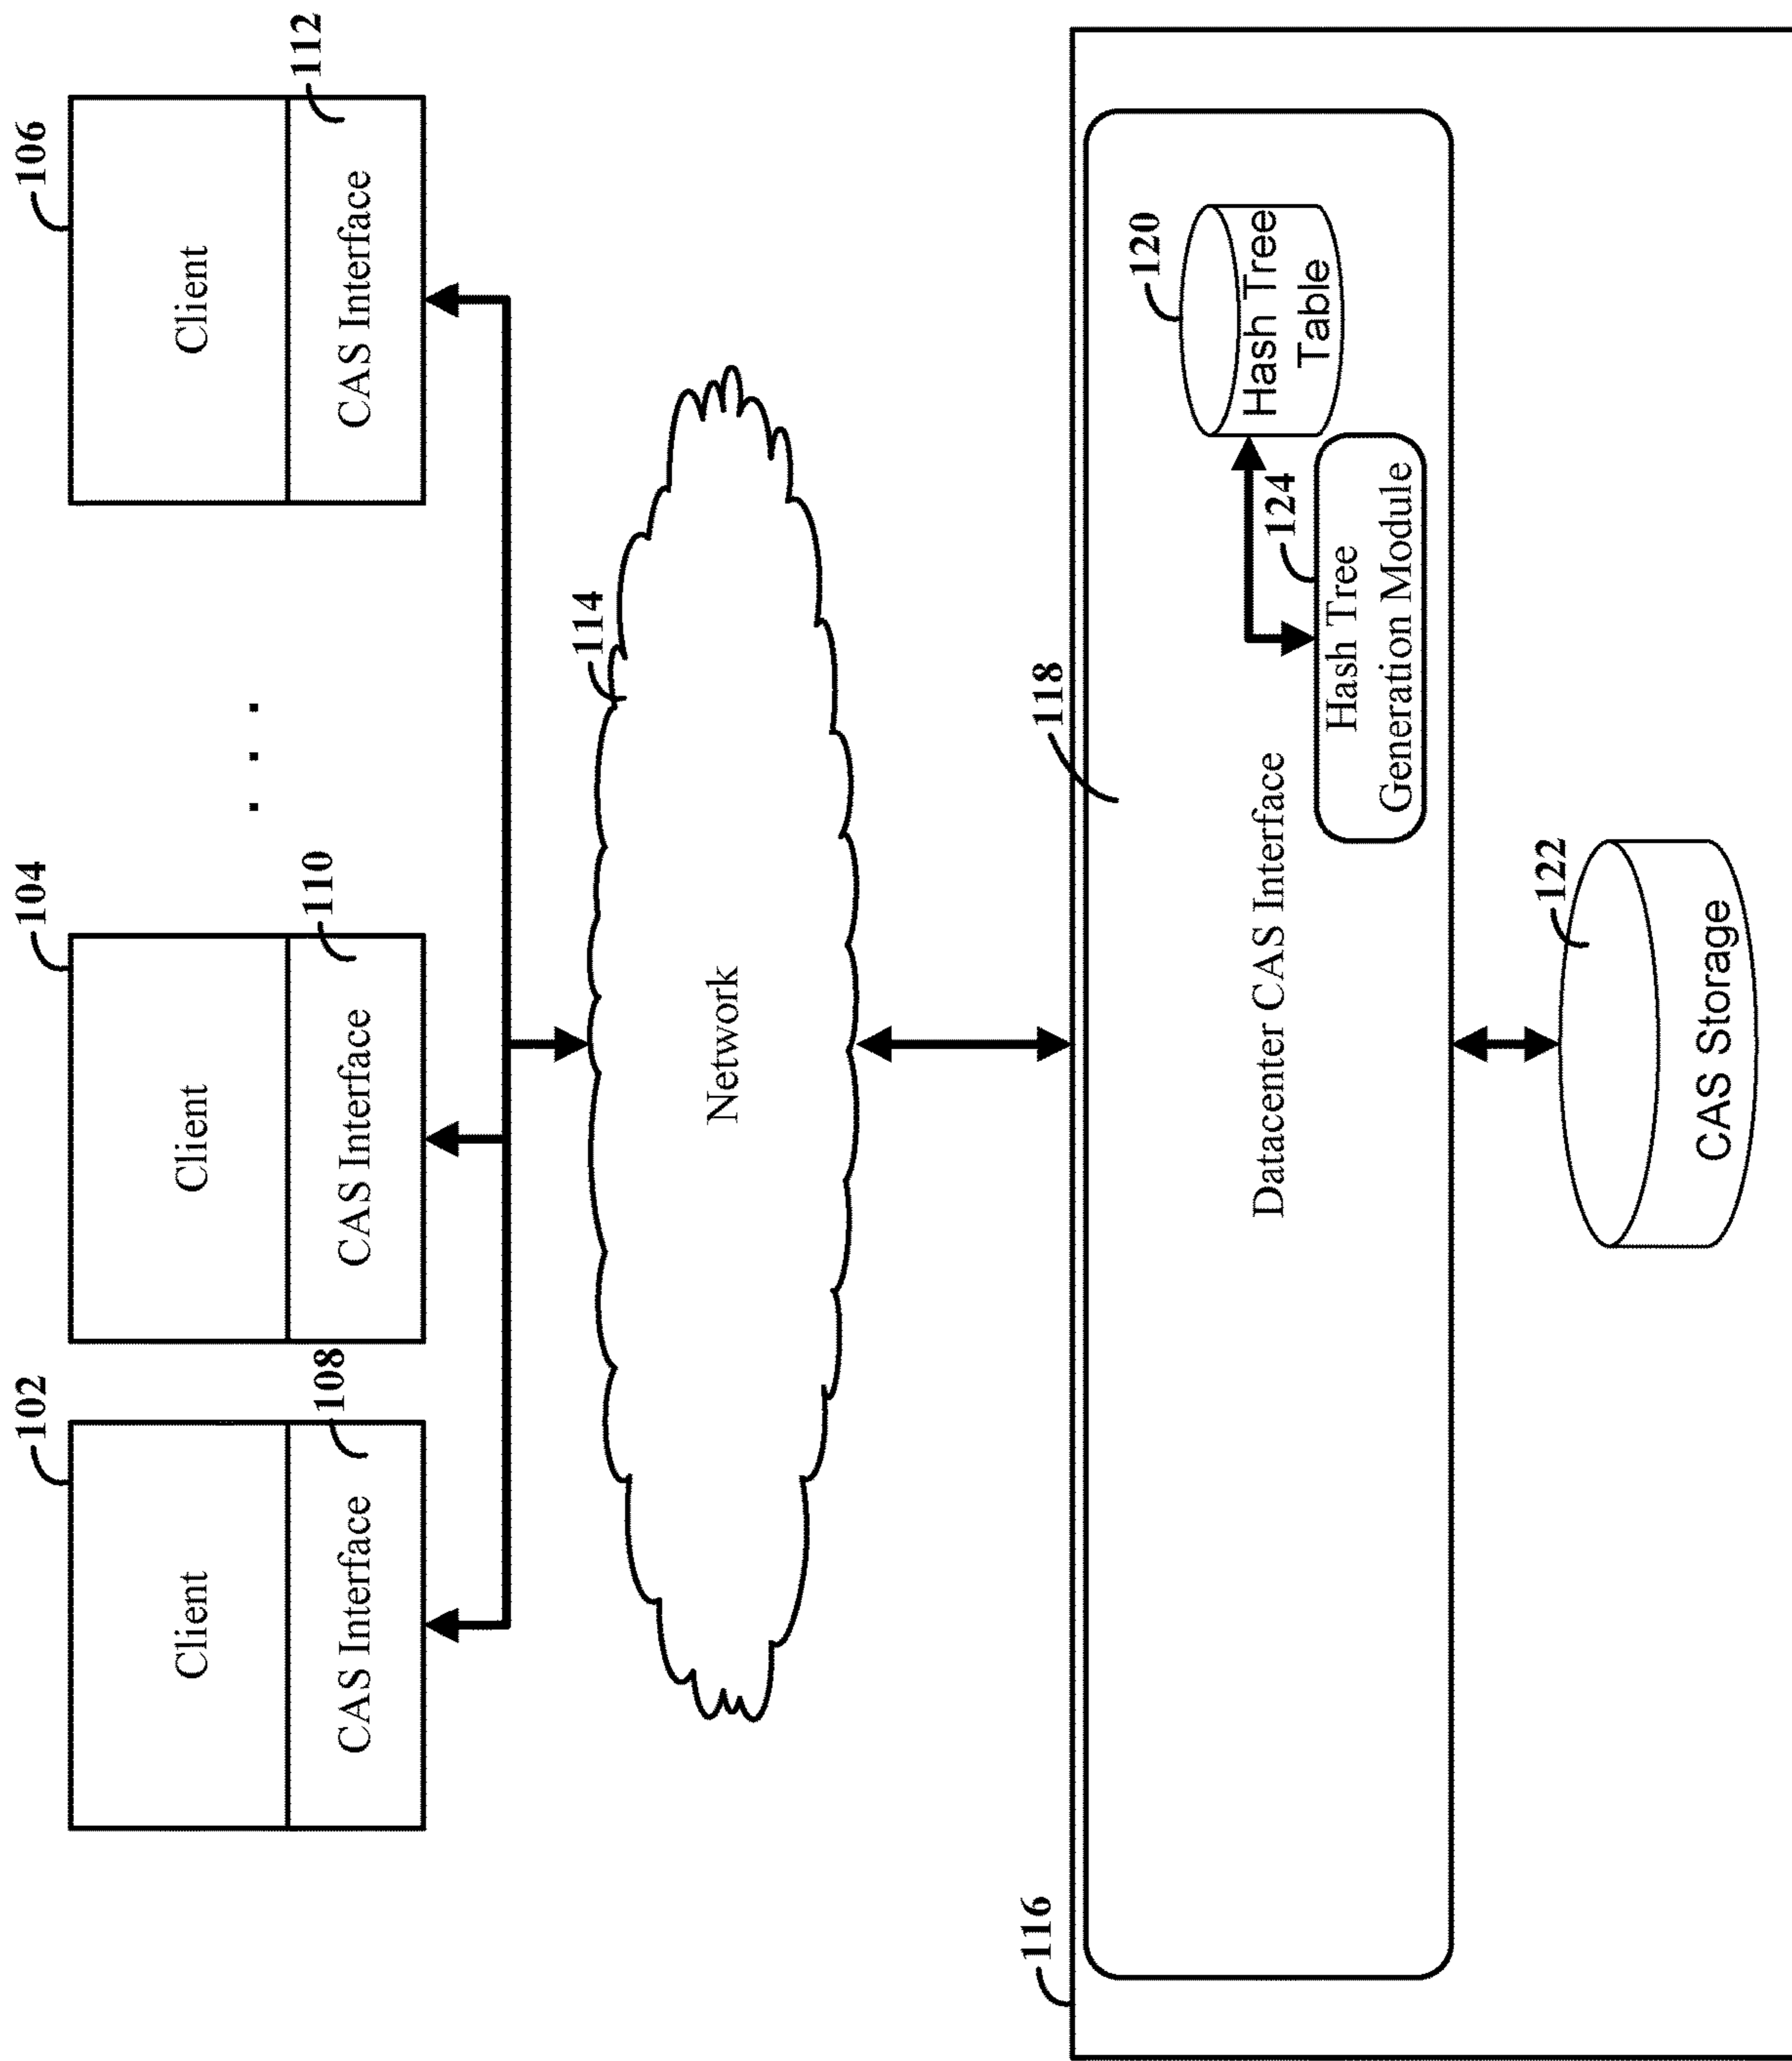 102
104
106
Client
Client
. . .
Client
108
110
112
CAS Interface
CAS Interface
CAS Interface
114
Network
116
118
120
Datacenter CAS Interface
Hash Tree
Table
124
Hash Tree
Generation Module
122
CAS Storage